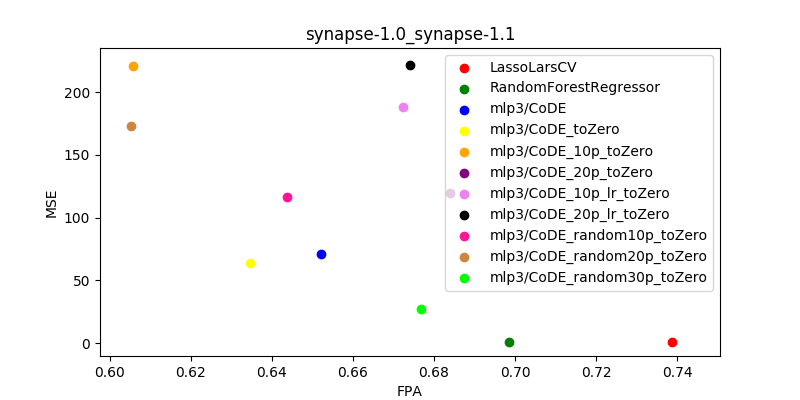 synapse-1.0_synapse-1.1
MSE
200
150
100
50
0
LassoLarsCV
RandomForestRegressor
mlp3/CoDE
mlp3/CoDE_toZero
mlp3/CoDE_10p_toZero
mlp3/CoDE_20p_toZero
mlp3/CoDE_10p_lr_toZero
mlp3/CoDE_20p_lr_toZero
mlp3/CoDE_random10p_toZero
mlp3/CoDE_random20p_toZero
mlp3/CoDE_random30p_toZero
0.60 0.62 0.64 0.66 0.68 0.70 0.72 0.74
FPA